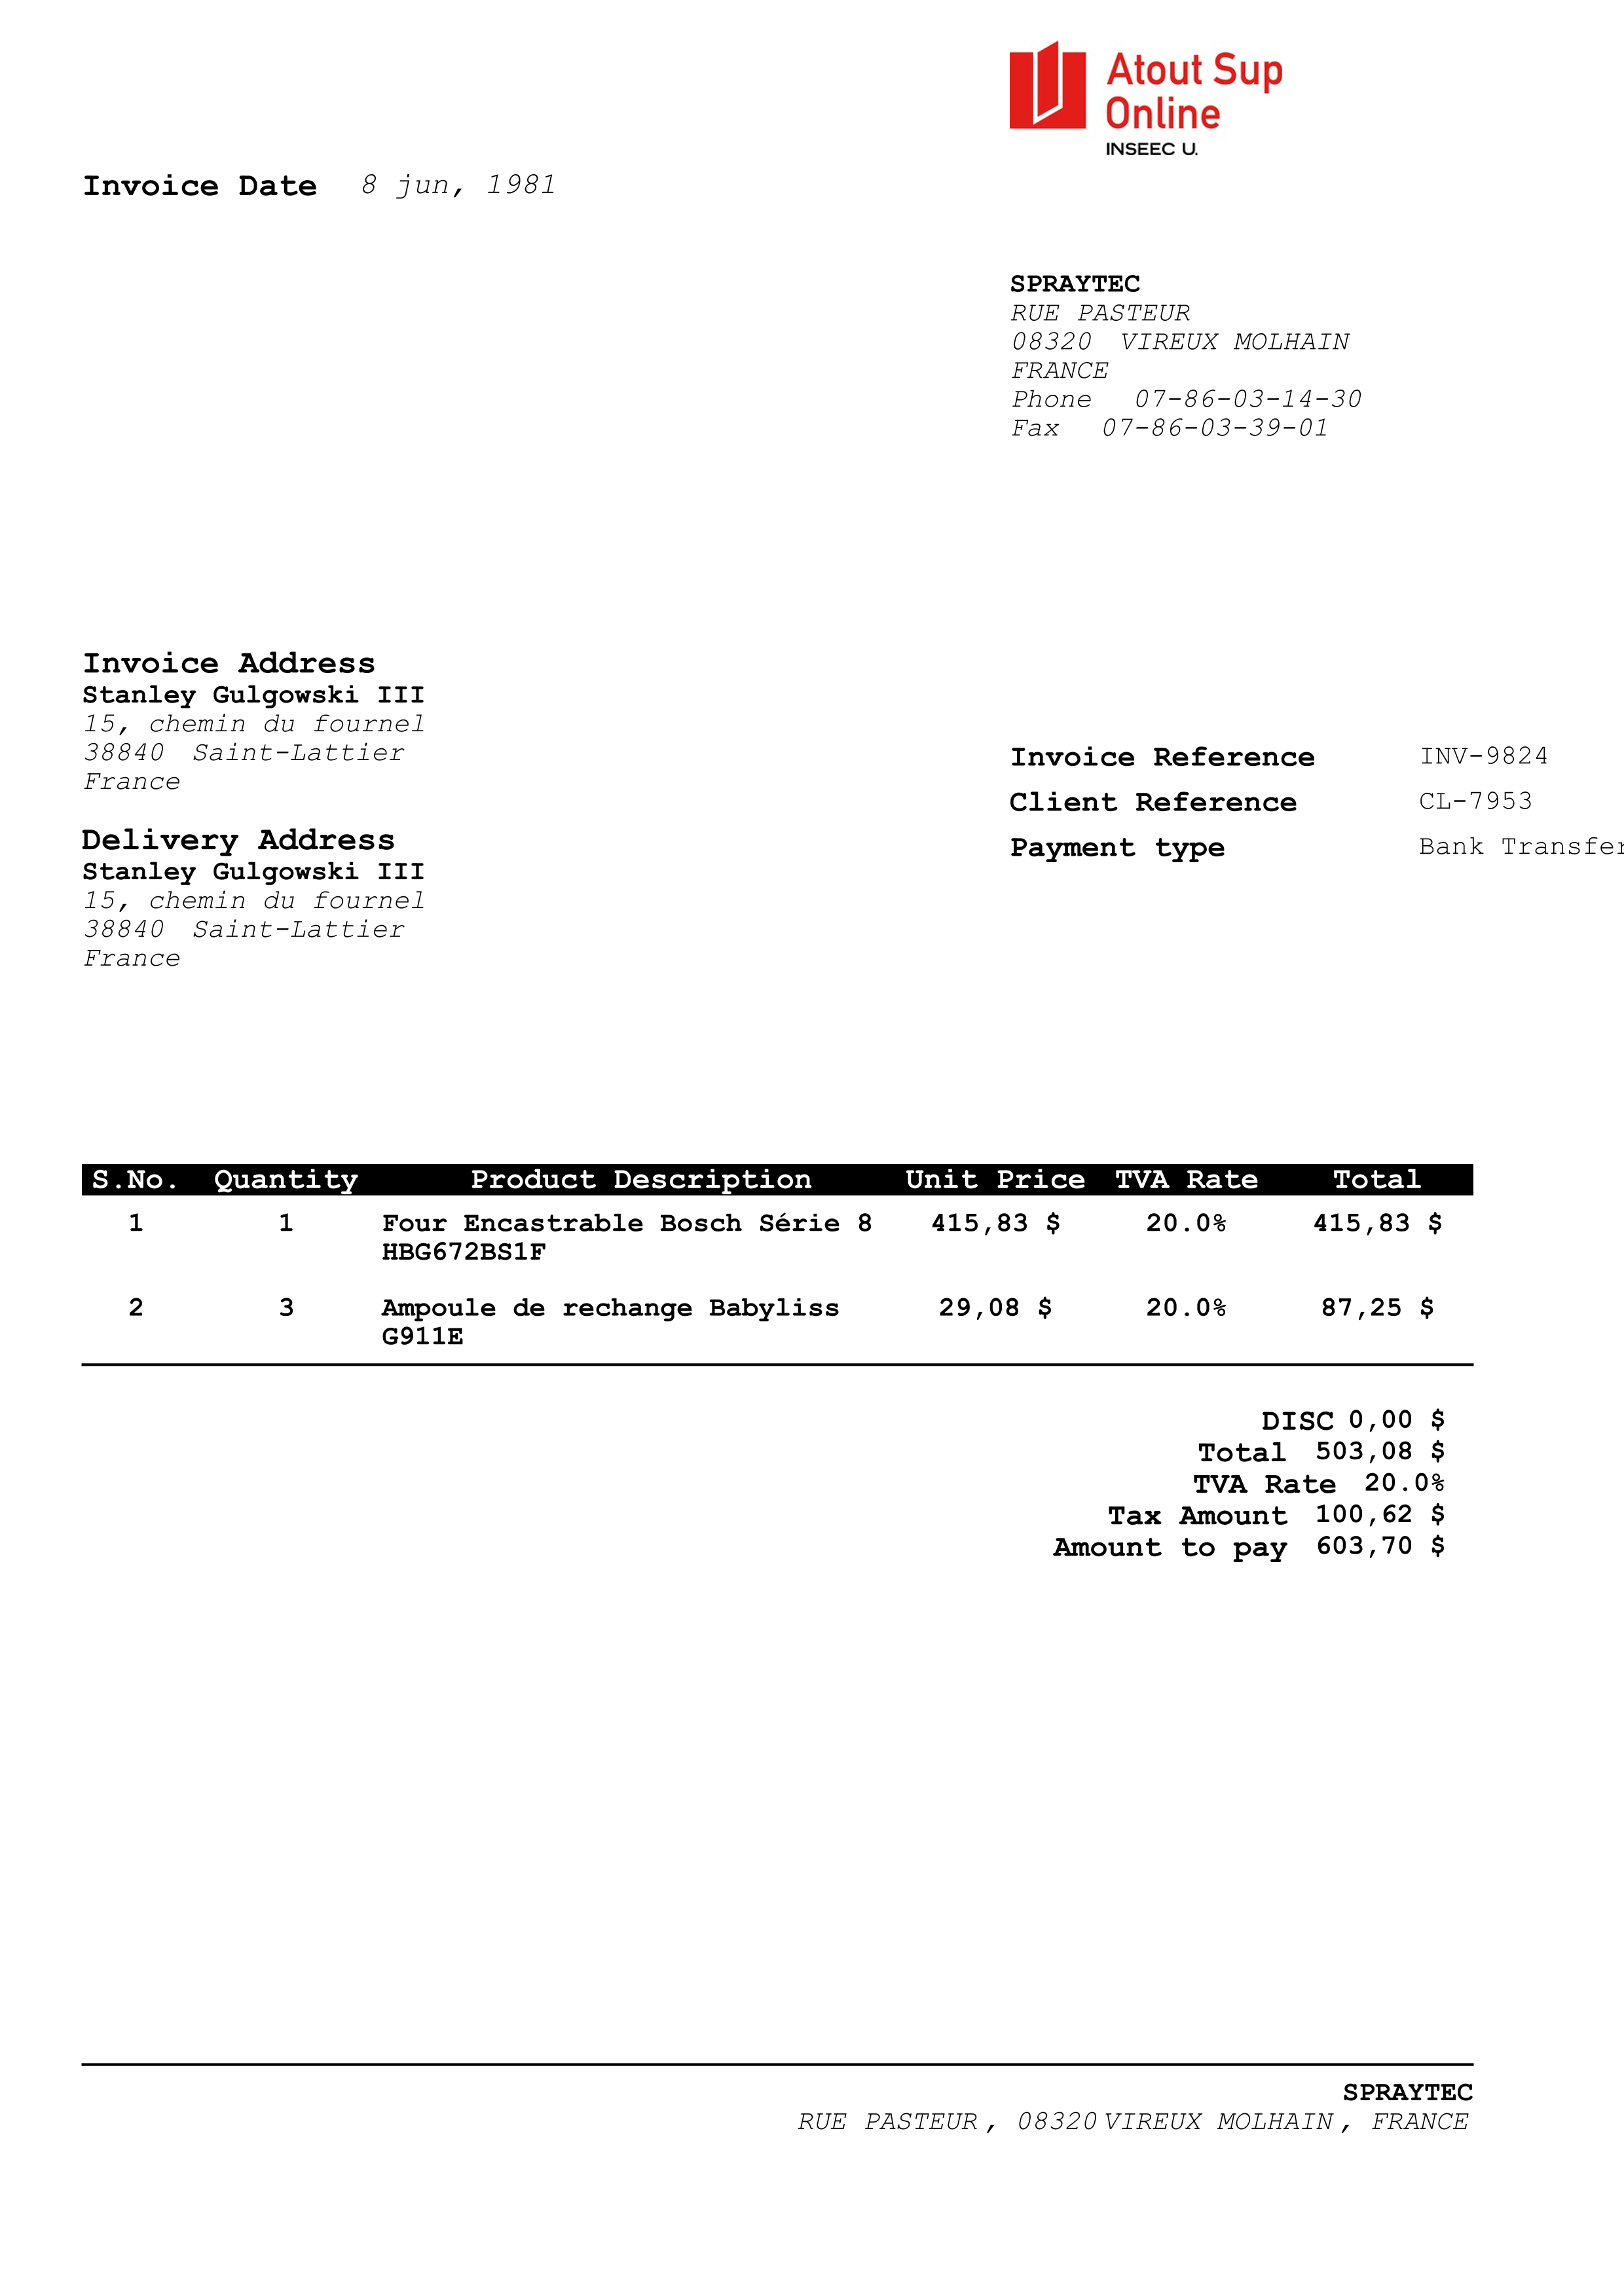 Atout Sup
Online
INSEEC U.
Invoice Date 8 jun, 1981
SPRAYTEC
RUE PASTEUR
08320 VIREUX MOLHAIN
FRANCE
Phone 07-86-03-14-30
Fax 07-86-03-39-01
Invoice Address
Stanley Gulgowski III
15, chemin du fournel
38840 Saint-Lattier
France
Delivery Address
Stanley Gulgowski III
15, chemin du fournel
38840 Saint-Lattier
France
Invoice Reference INV-9824
Client Reference CL-7953
Payment type Bank Transfer
S.No. Quantity Product Description Unit Price TVA Rate Total
1 1 Four Encastrable Bosch Série 8 415,83 $ 20.0% 415,83 $
HBG672BS1F
2 3 Ampoule de rechange Babyliss 29,08 $ 20.0% 87,25 $
G911E
DISC 0,00 $
Total 503,08 $
TVA Rate 20.0%
Tax Amount 100,62 $
Amount to pay 603,70 $
SPRAYTEC
RUE PASTEUR, 08320 VIREUX MOLHAIN, FRANCE